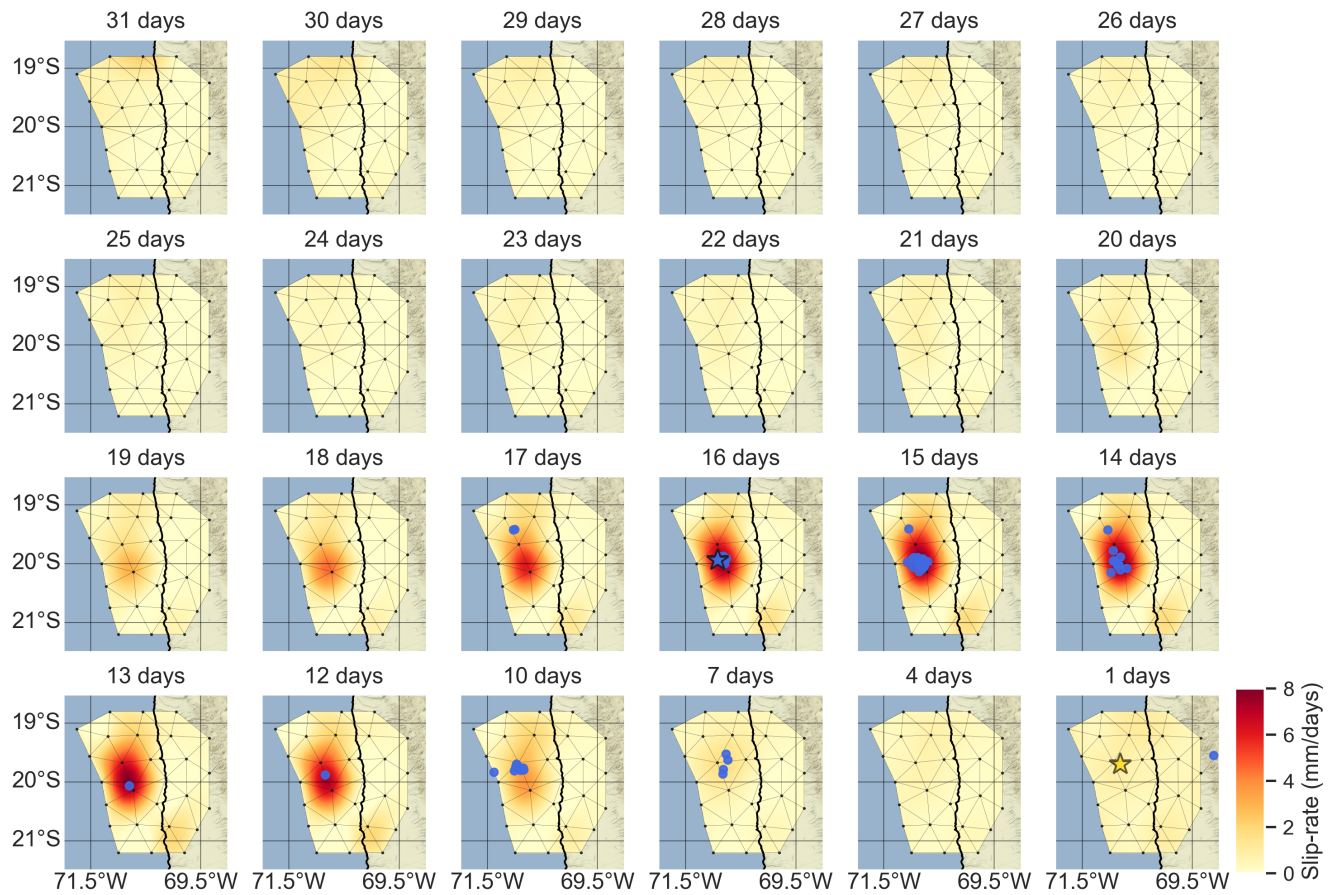 31 days 30 days 29 days 28 days 27 days 26 days
19°S
20°S
21°S
25 days 24 days 23 days 22 days 21 days 20 days
19°S
20°S
21°S
19 days 18 days 17 days 16 days 15 days 14 days
19°S
20°S
21°S
13 days 12 days 10 days 7 days 4 days 1 days
19°S
20°S
21°S
71.5°W 69.5°W 71.5°W 69.5°W 71.5°W 69.5°W 71.5°W 69.5°W 71.5°W 69.5°W 71.5°W 69.5°W
8
6
4
2
0
Slip-rate (mm/days)